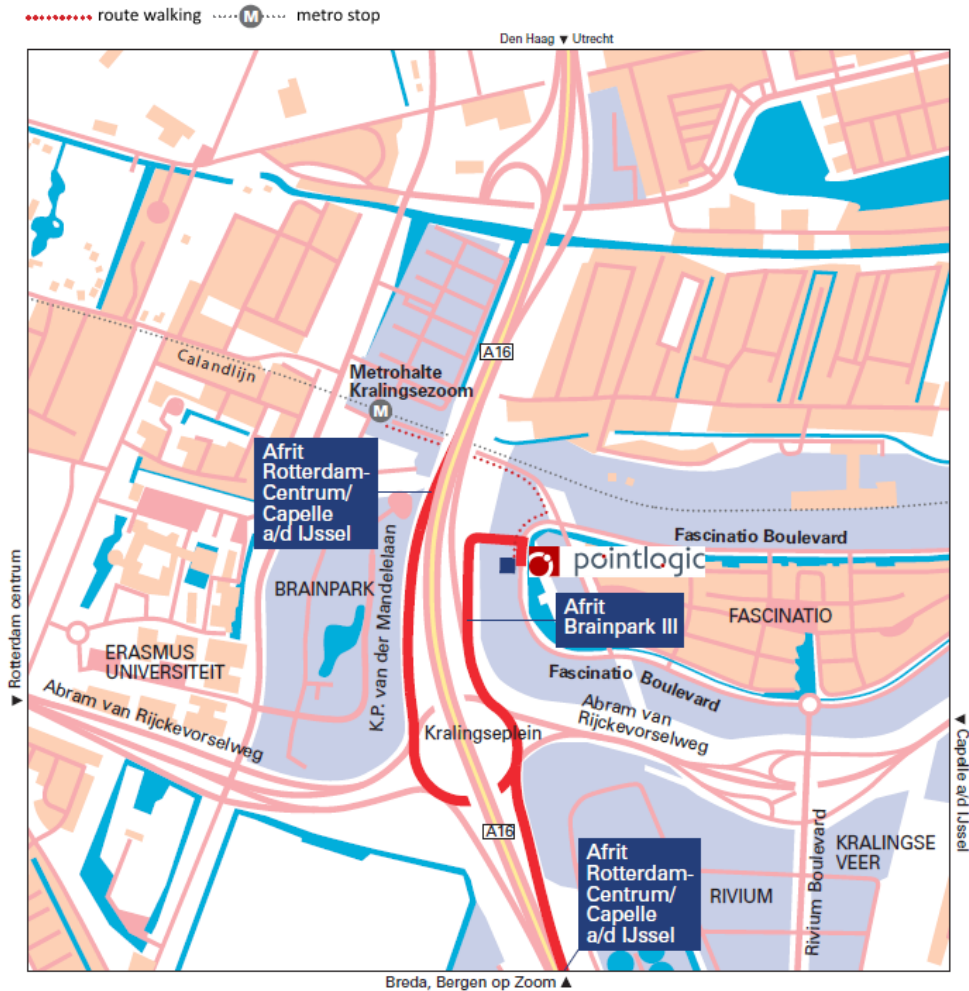 route walking
M
metro stop
Den Haag ▼ Utrecht
A16
Calandlijn
Metrohalte
Kralingsezoom
M
Afrit
Rotterdam-
Centrum/
Capelle
a/d IJssel
Fascinatio Boulevard
pointlogic
BRAINPARK
K.P. van der Mandelelaan
Afrit
Brainpark III
FASCINATIO
▼ Rotterdam centrum
ERASMUS
UNIVERSITEIT
Fascinatio Boulevard
Abram van Rijckevorselweg
Abram van
Rijckevorselweg
Kralingseplein
▼ Capelle a/d IJssel
A16
Afrit
Rotterdam-
Centrum/
Capelle
a/d IJssel
RIVIUM
Rivium Boulevard
KRALINGSE
VEER
Breda, Bergen op Zoom ▲